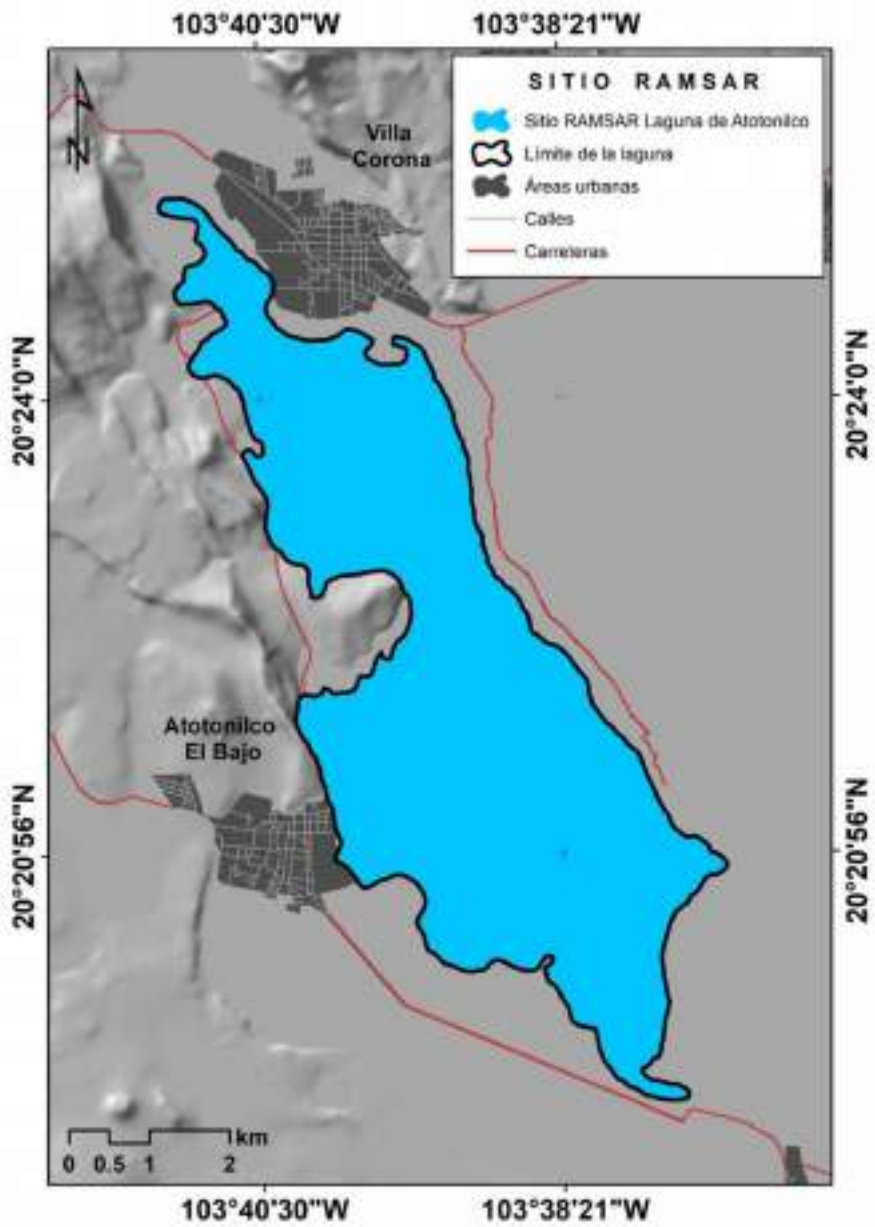 103°40'30"W 103°38'21"W
SITIO RAMSAR
Sitio RAMSAR Laguna de Atotonilco
Límite de la laguna
Áreas urbanas
Calles
Carreteras
N
Villa
Corona
20°24'0"N
20°24'0"N
Atotonilco
El Bajo
20°20'56"N
20°20'56"N
km
0 0.5 1 2
103°40'30"W 103°38'21"W